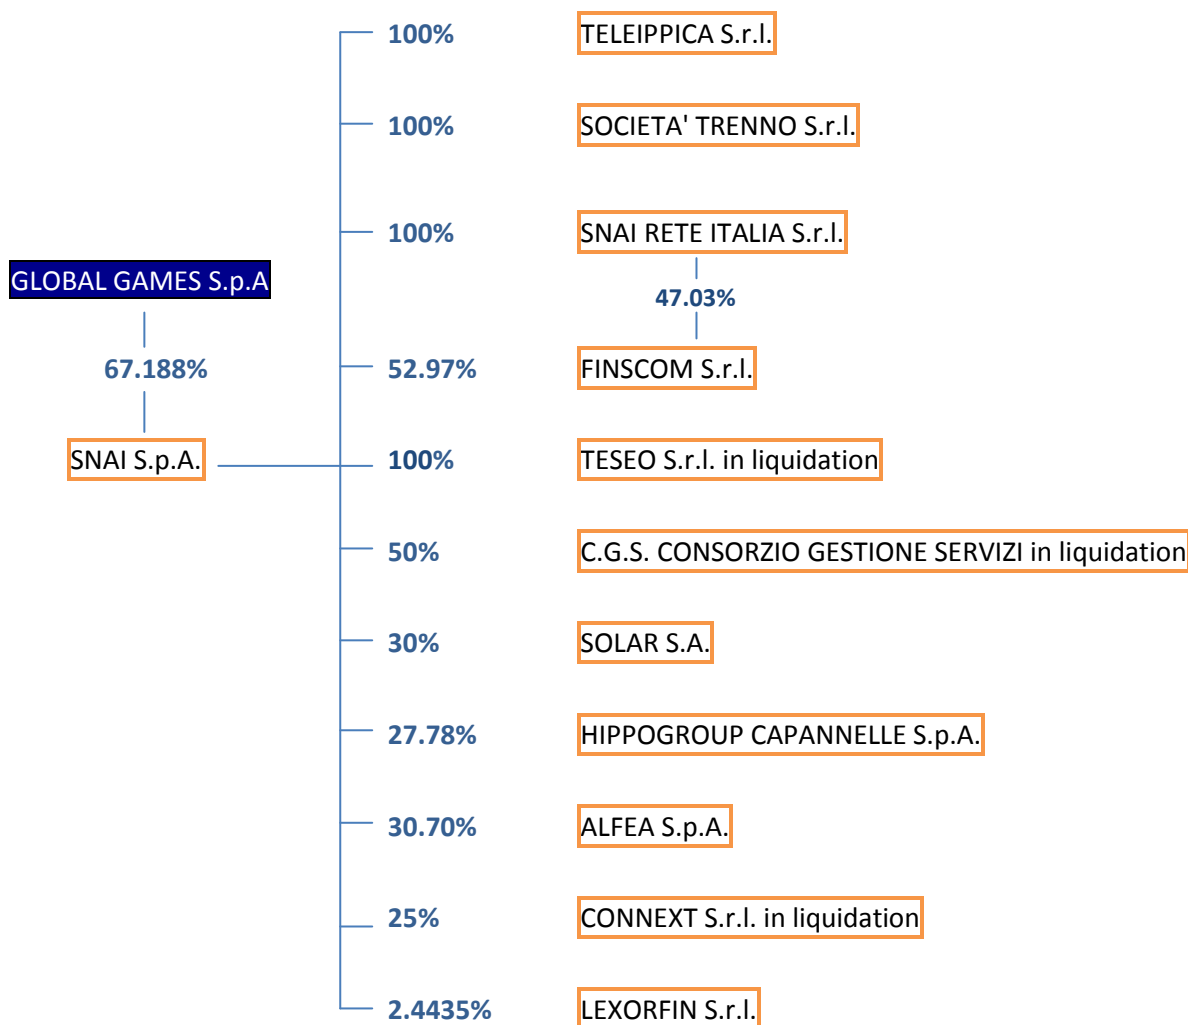 100% TELEIPPICA S.r.l.
100% SOCIETA' TRENNO S.r.l.
100% SNAI RETE ITALIA S.r.l.
GLOBAL GAMES S.p.A
47.03%
67.188% 52.97% FINSCOM S.r.l.
SNAI S.p.A. 100% TESEO S.r.l. in liquidation
50% C.G.S. CONSORZIO GESTIONE SERVIZI in liquidation
30% SOLAR S.A.
27.78% HIPPOGROUP CAPANNELLE S.p.A.
30.70% ALFEA S.p.A.
25% CONNEXT S.r.l. in liquidation
2.4435% LEXORFIN S.r.l.